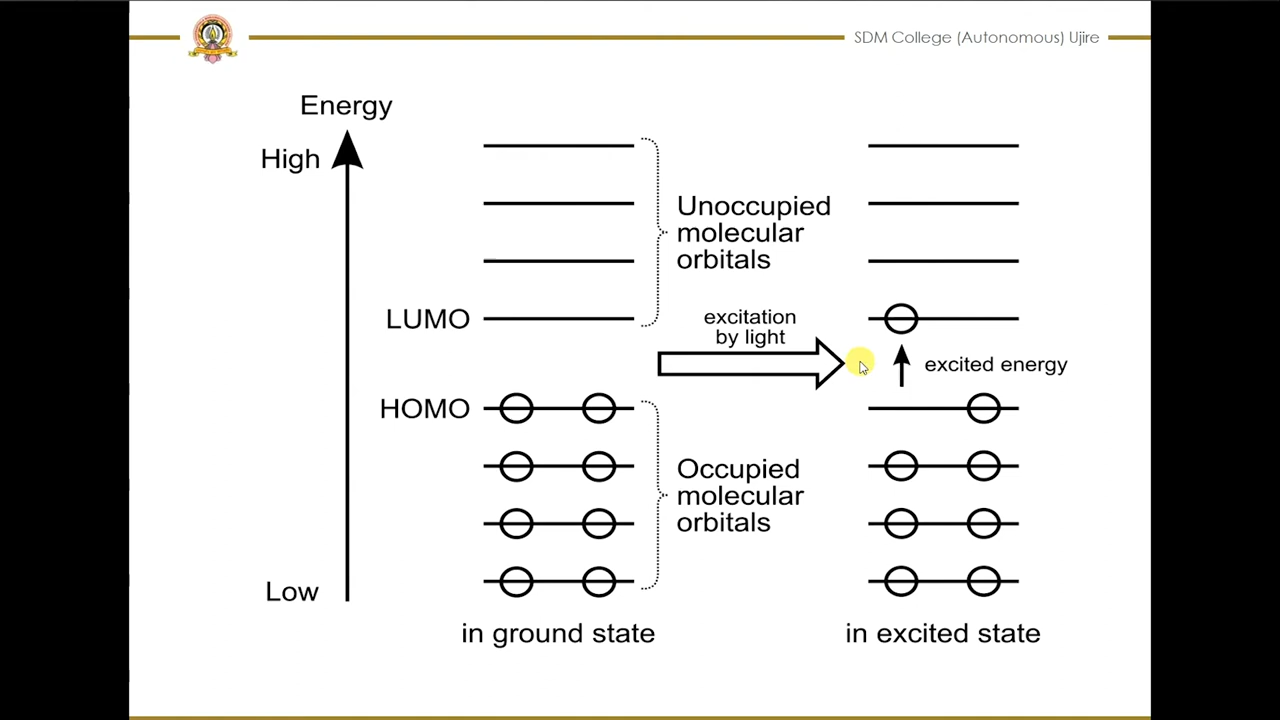 SDM College (Autonomous) Ujire
Energy
High
Unoccupied
molecular
orbitals
LUMO
excitation
by light
excited energy
HOMO
Occupied
molecular
orbitals
Low
in ground state
in excited state